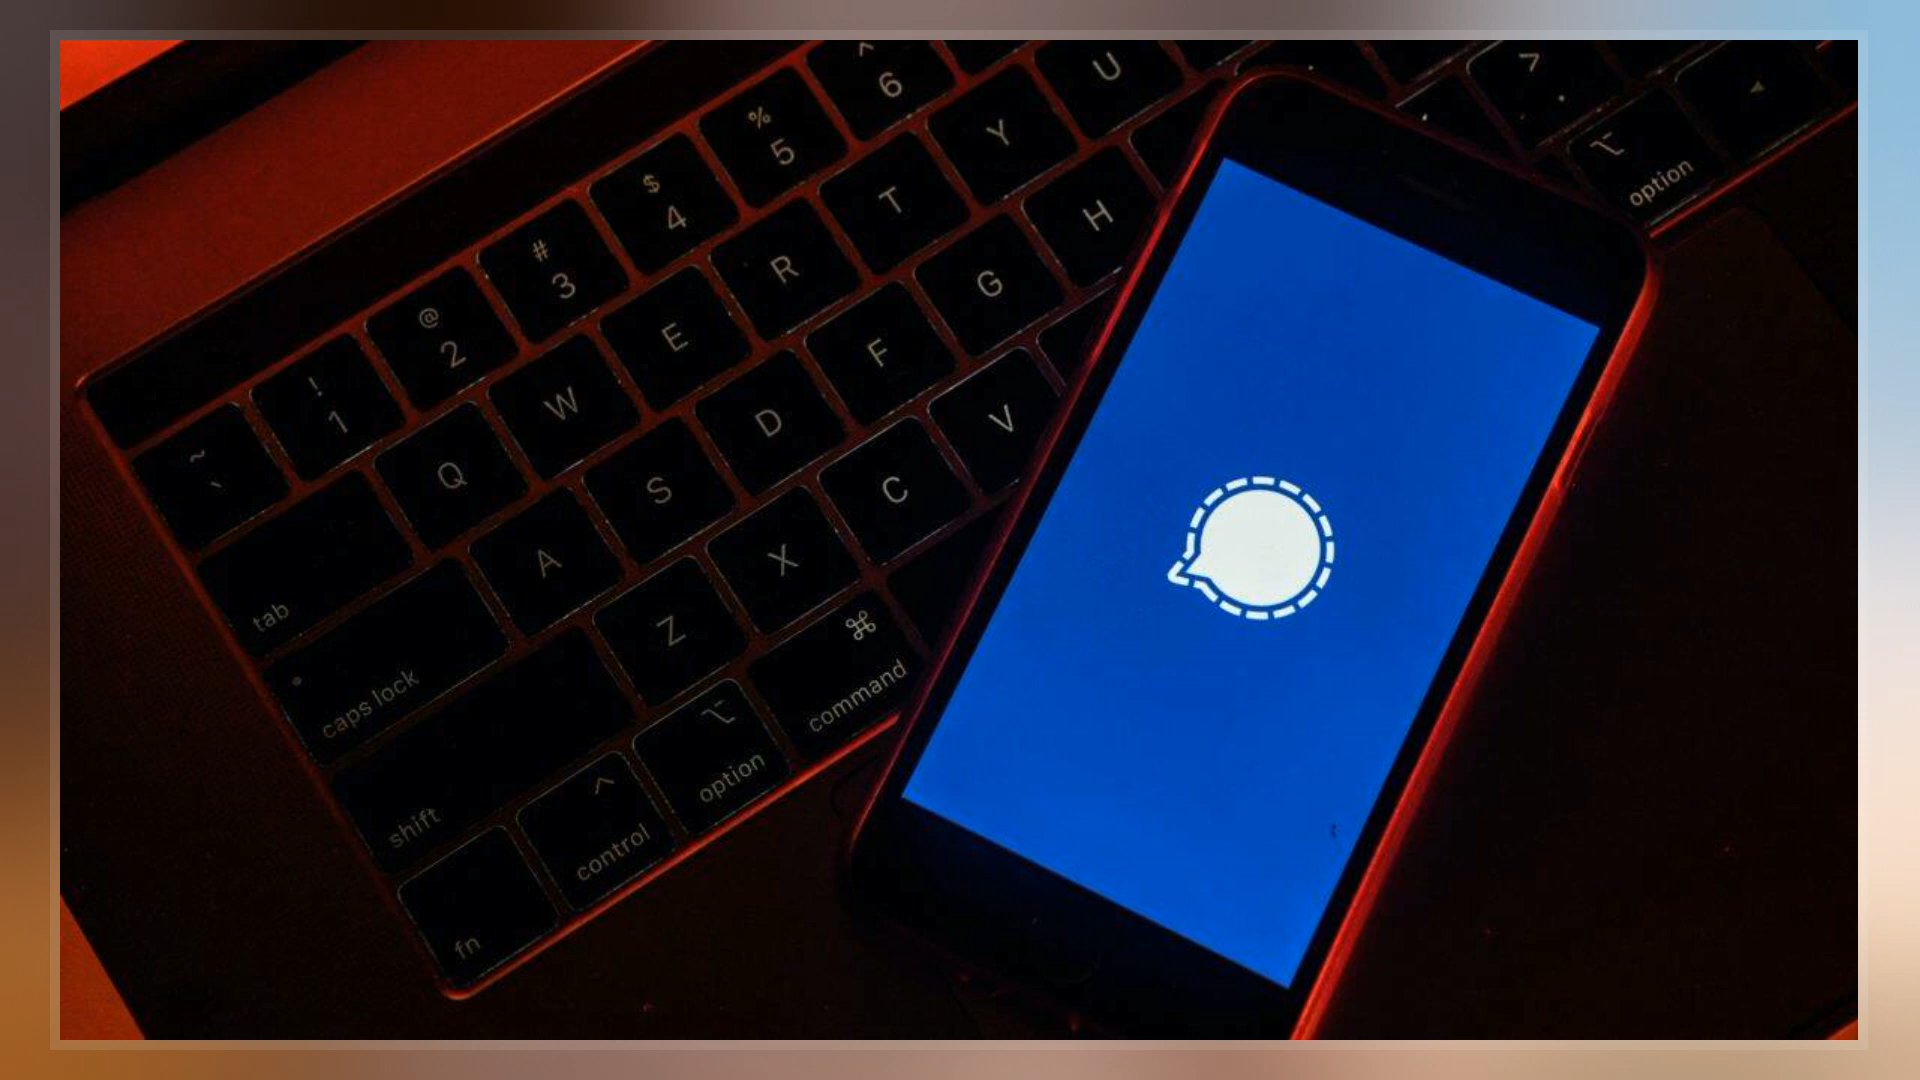 ^
6
U
>
.
%
5
Y
$
4
T
H
option
#
3
R
G
@
2
E
F
!
1
W
D
V
~
`
Q
S
C
tab
A
X
caps lock
Z
⌘
command
shift
option
^
control
fn